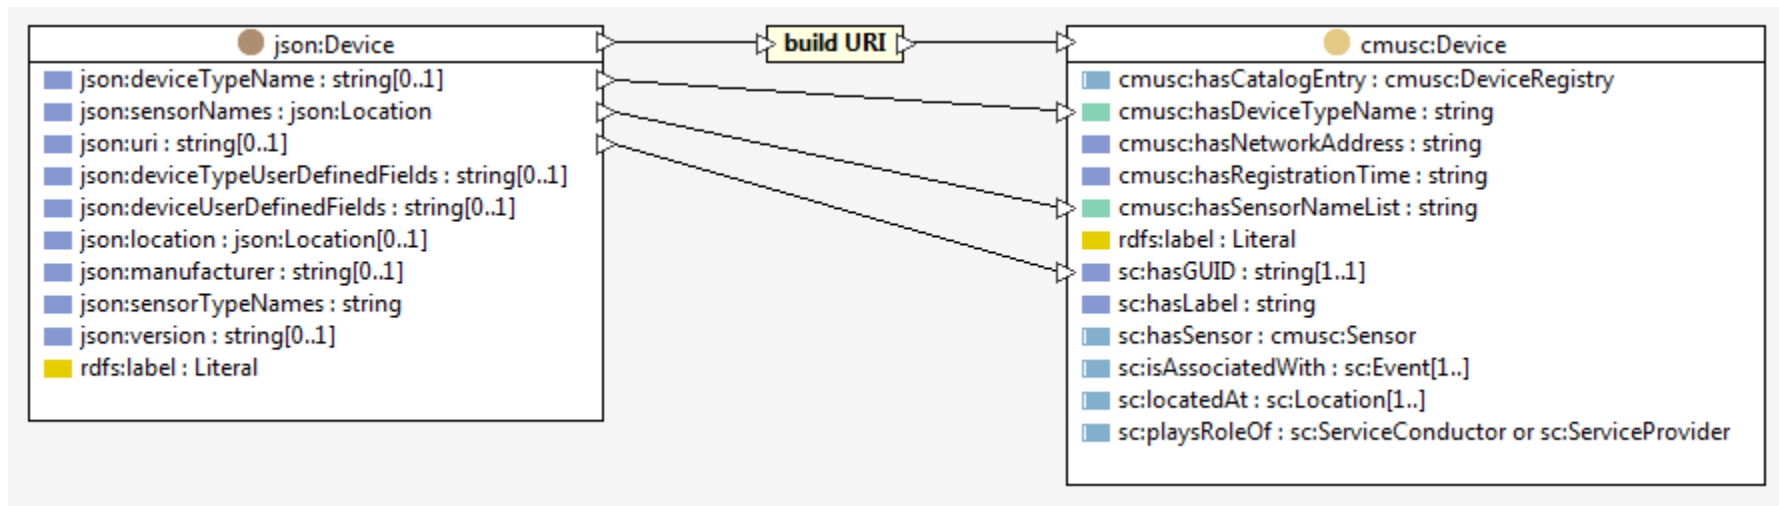 json:Device
json:deviceTypeName : string[0..1]
json:sensorNames : json:Location
json:uri : string[0..1]
json:deviceTypeUserDefinedFields : string[0..1]
json:deviceUserDefinedFields : string[0..1]
json:location : json:Location[0..1]
json:manufacturer : string[0..1]
json:sensorTypeNames : string
json:version : string[0..1]
rdfs:label : Literal
build URI
cmusc:Device
cmusc:hasCatalogEntry : cmusc:DeviceRegistry
cmusc:hasDeviceTypeName : string
cmusc:hasNetworkAddress : string
cmusc:hasRegistrationTime : string
cmusc:hasSensorNameList : string
rdfs:label : Literal
sc:hasGUID : string[1..1]
sc:hasLabel : string
sc:hasSensor : cmusc:Sensor
sc:isAssociatedWith : sc:Event[1..]
sc:locatedAt : sc:Location[1..]
sc:playsRoleOf : sc:ServiceConductor or sc:ServiceProvider